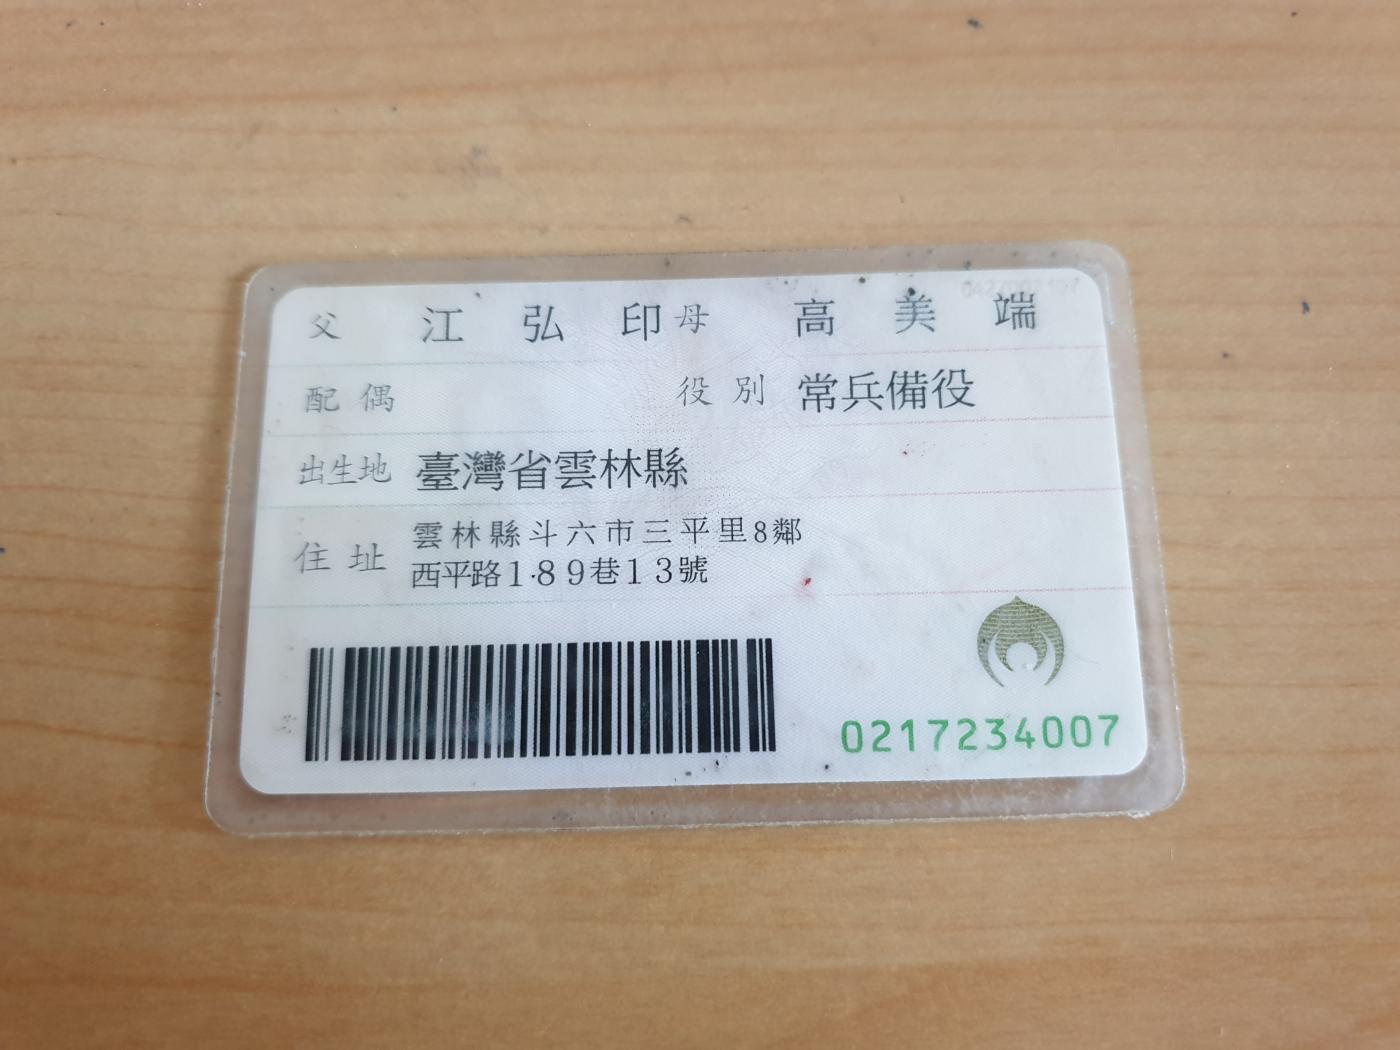 父 江弘印 母 高美端
配偶 役別 常兵備役
出生地 臺灣省雲林縣
住址 雲林縣斗六市三平里8鄰
西平路189巷13號
0217234007